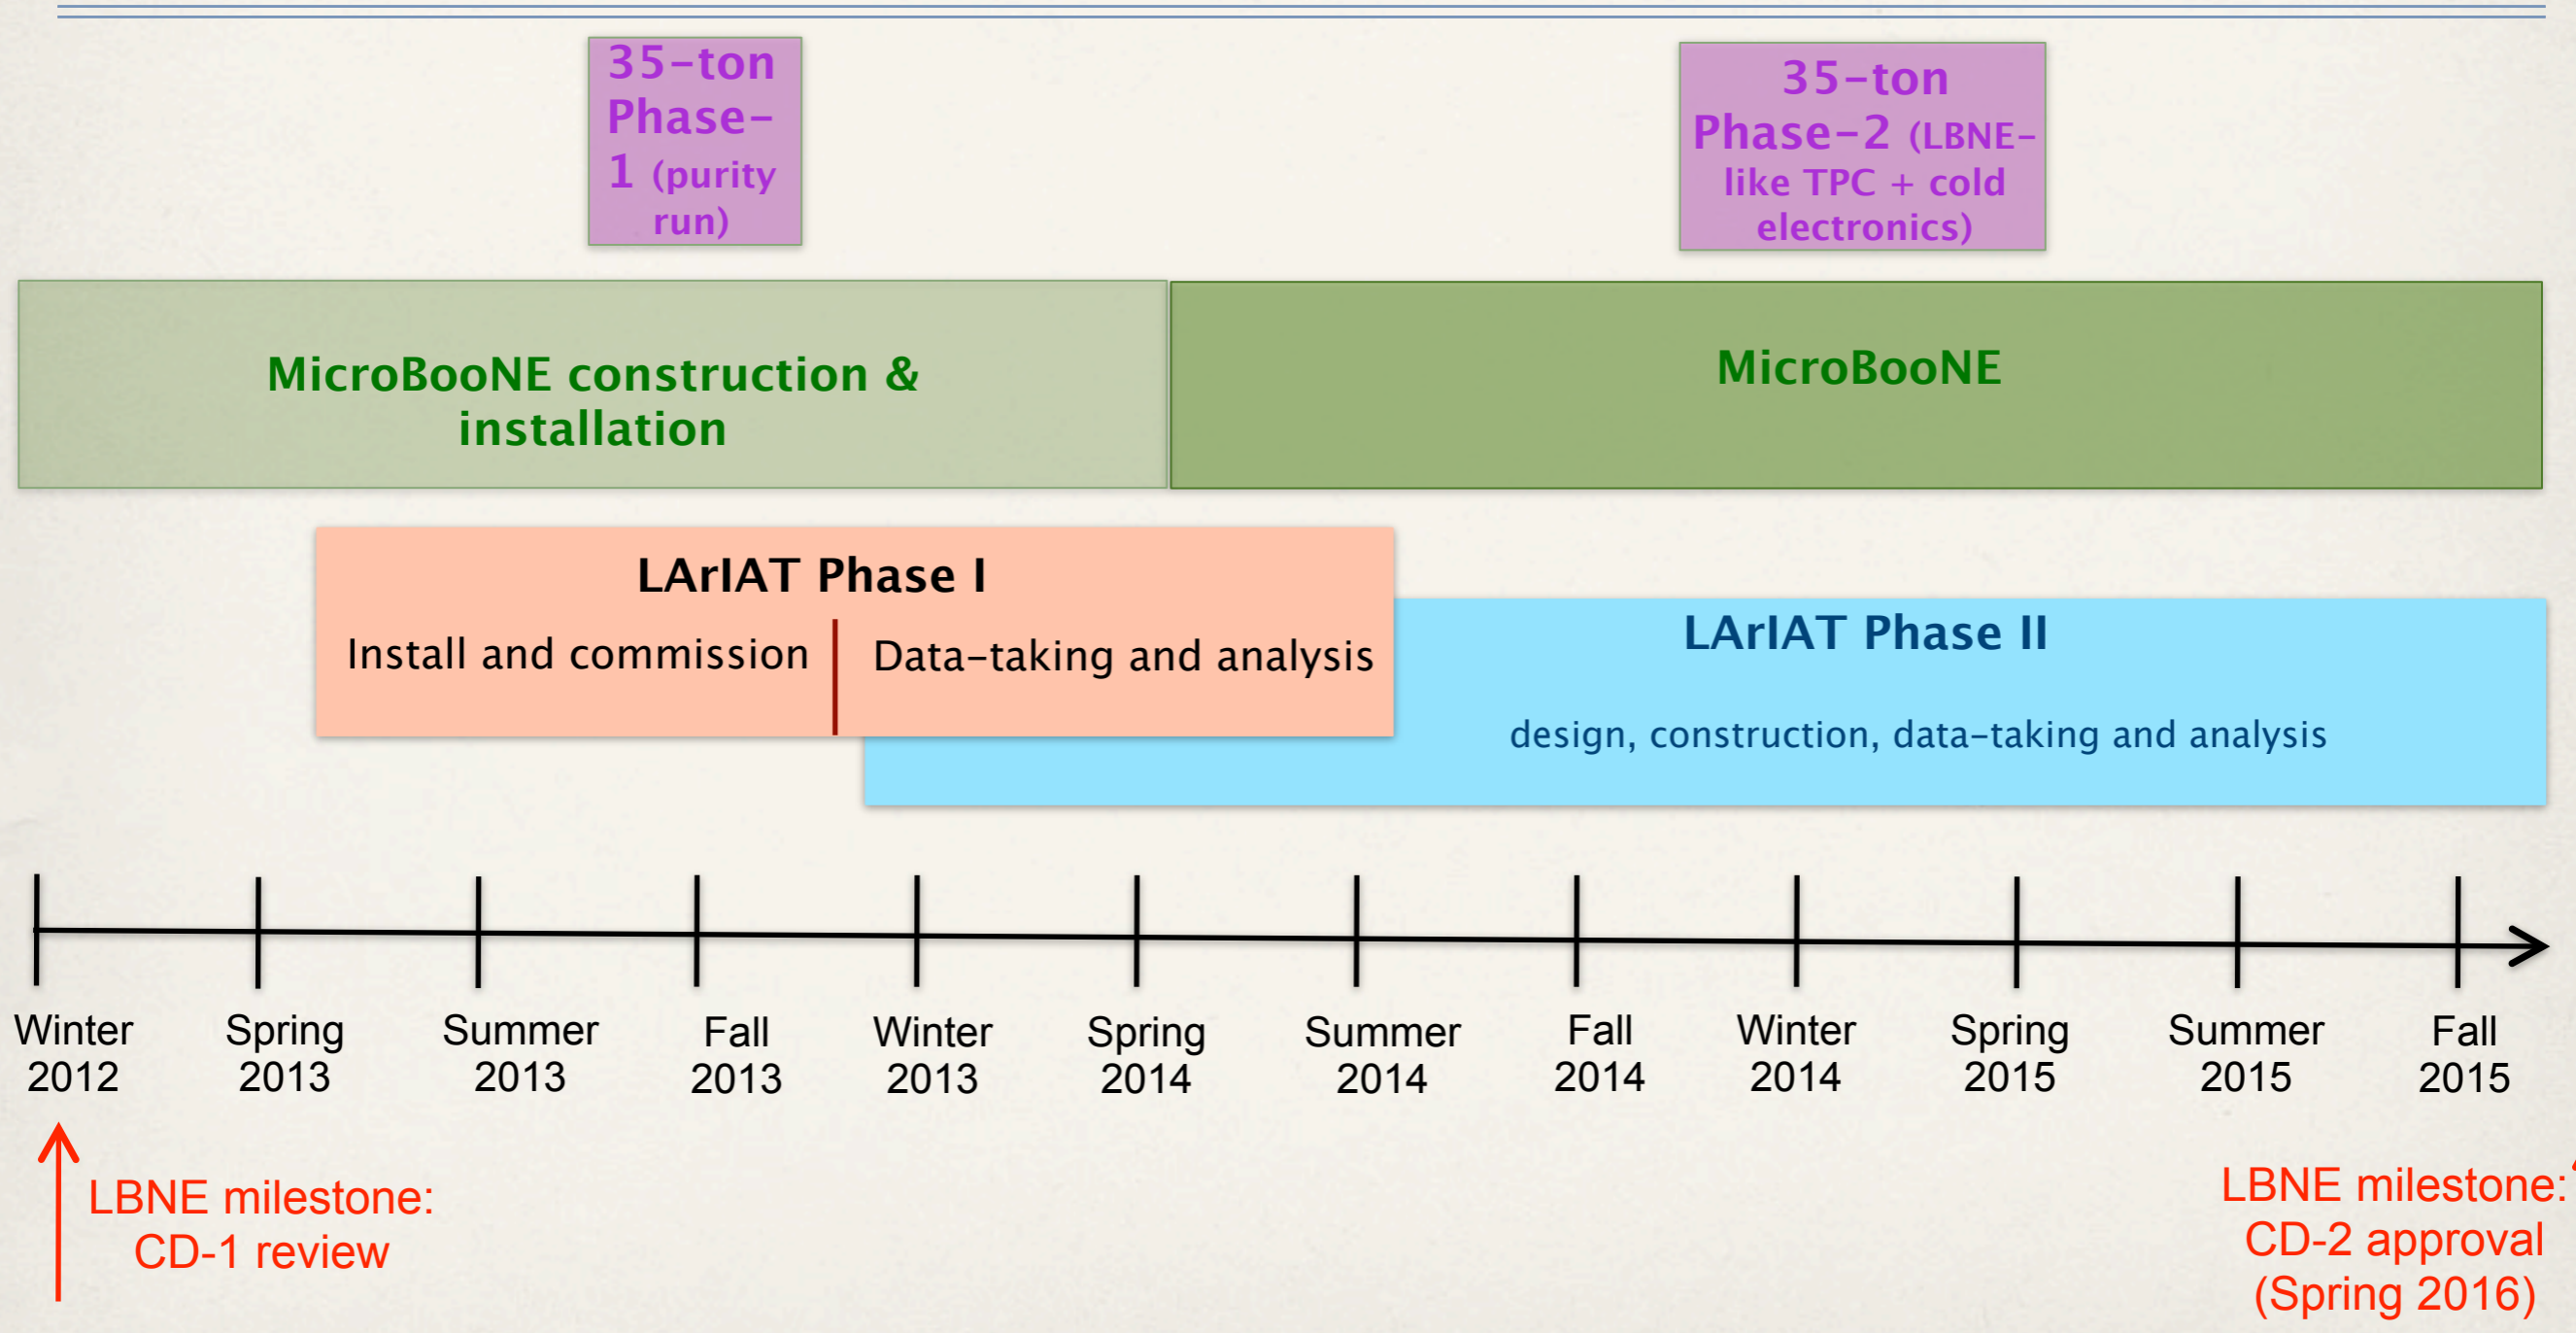 35-ton
Phase-
1 (purity
run)
35-ton
Phase-2 (LBNE-
like TPC + cold
electronics)
MicroBooNE construction &
installation
MicroBooNE
LArIAT Phase I
Install and commission
Data-taking and analysis
LArIAT Phase II
design, construction, data-taking and analysis
Winter
2012
Spring
2013
Summer
2013
Fall
2013
Winter
2013
Spring
2014
Summer
2014
Fall
2014
Winter
2014
Spring
2015
Summer
2015
Fall
2015
LBNE milestone:
CD-1 review
LBNE milestone:
CD-2 approval
(Spring 2016)